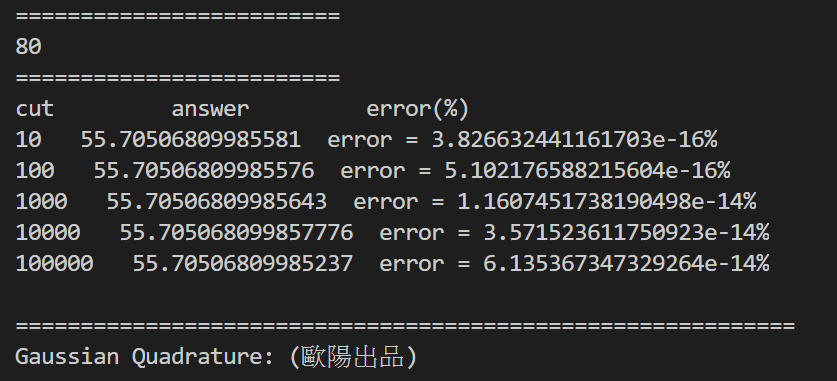 =========================
80
=========================
cut         answer         error(%)
10   55.70506809985581  error = 3.826632441161703e-16%
100   55.7050680998576  error = 5.102176588215604e-16%
1000   55.70506809985643  error = 1.1607451738190498e-14%
10000   55.705068099857776  error = 3.571523611750923e-14%
100000   55.70506809985237  error = 6.135367347329264e-14%
============================================================
Gaussian Quadrature: (歐陽出品)